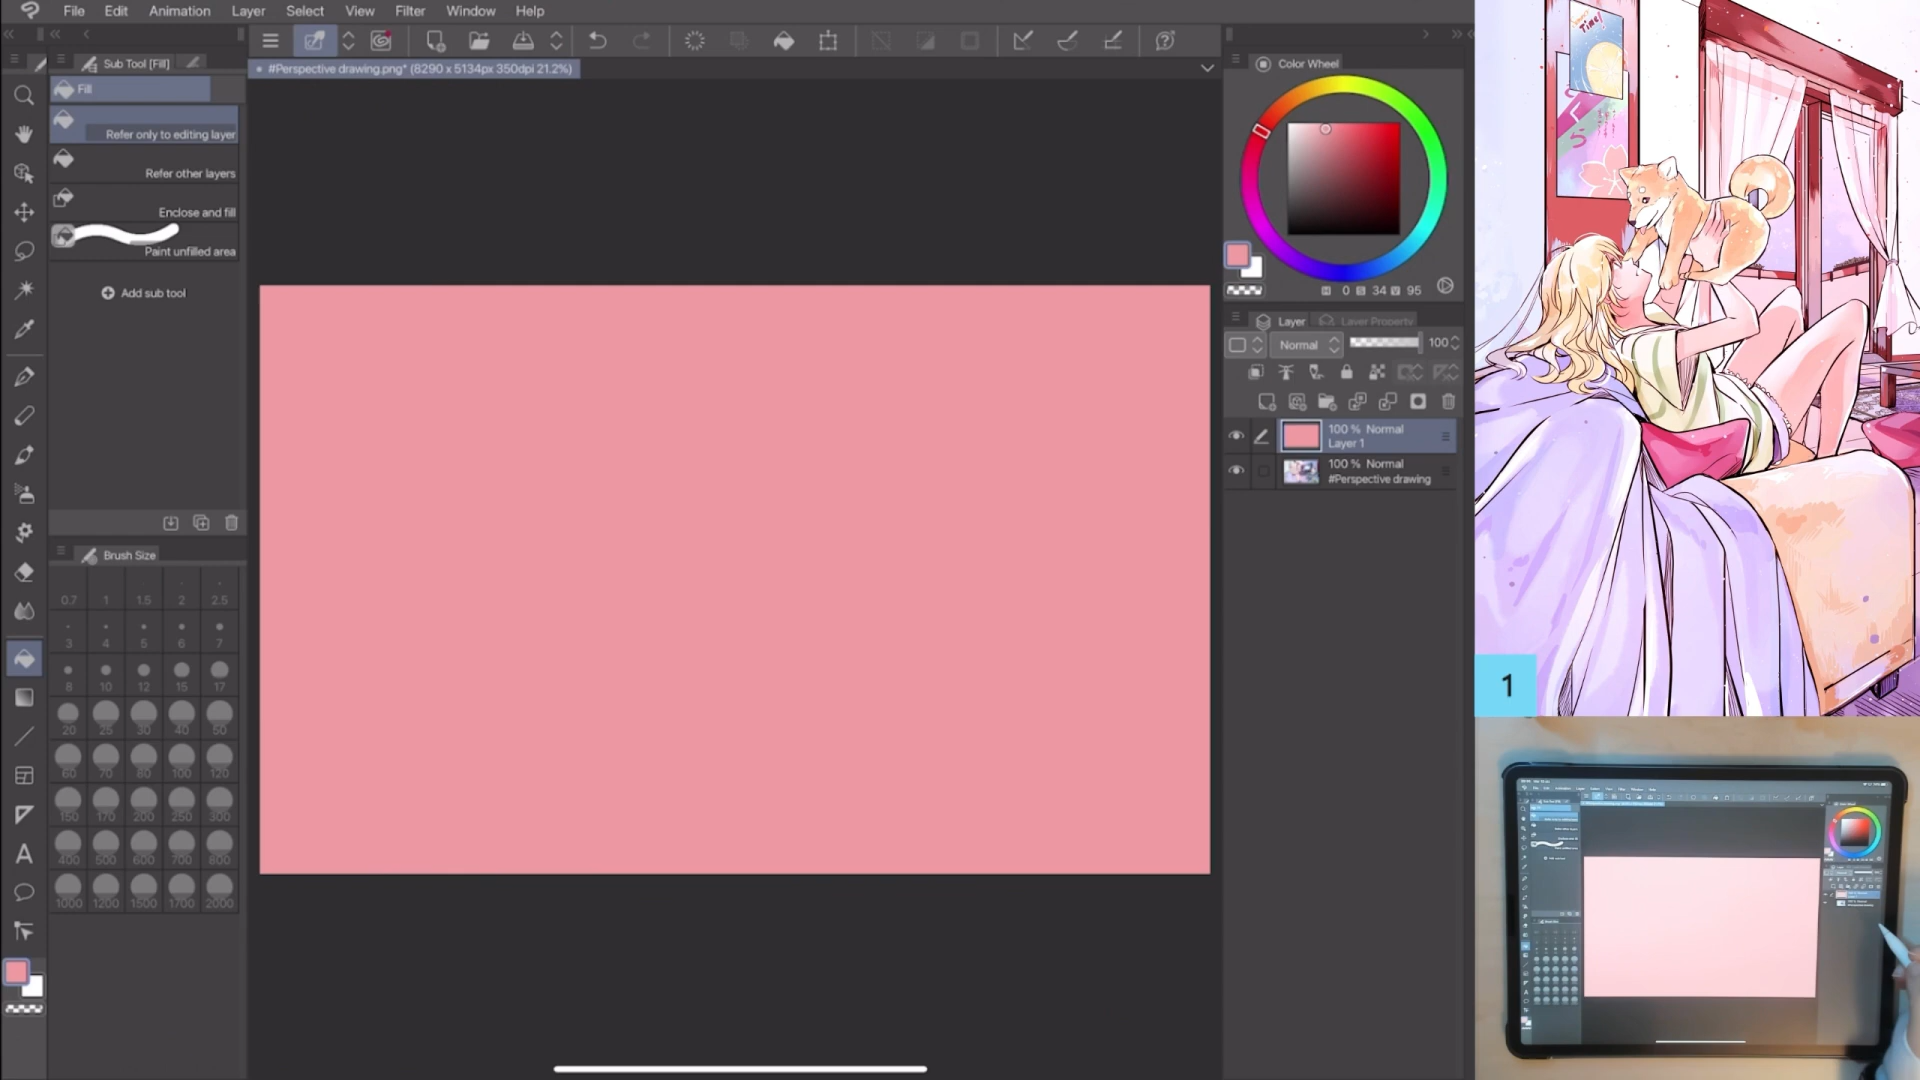 File Edit Animation Layer Select View Filter Window Help
Sub Tool [Fill]
Fill
Refer only to editing layer
Refer other layers
Enclose and fill
Paint unfilled area
Add sub tool
Brush Size
0.7 1 1.5 2 2.5
3 4 5 6 7
8 10 12 15 17
20 25 30 40 50
60 70 80 100 120
150 170 200 250 300
400 500 600 700 800
1000 1200 1500 1700 2000
A
#Perspective drawing.png* (8290 x 5134px 350dpi 21.2%)
Color Wheel
H 0 S 34 V 95
Layer Layer Property
Normal 100
100 % Normal
Layer 1
100 % Normal
#Perspective drawing
Time!
くら
1